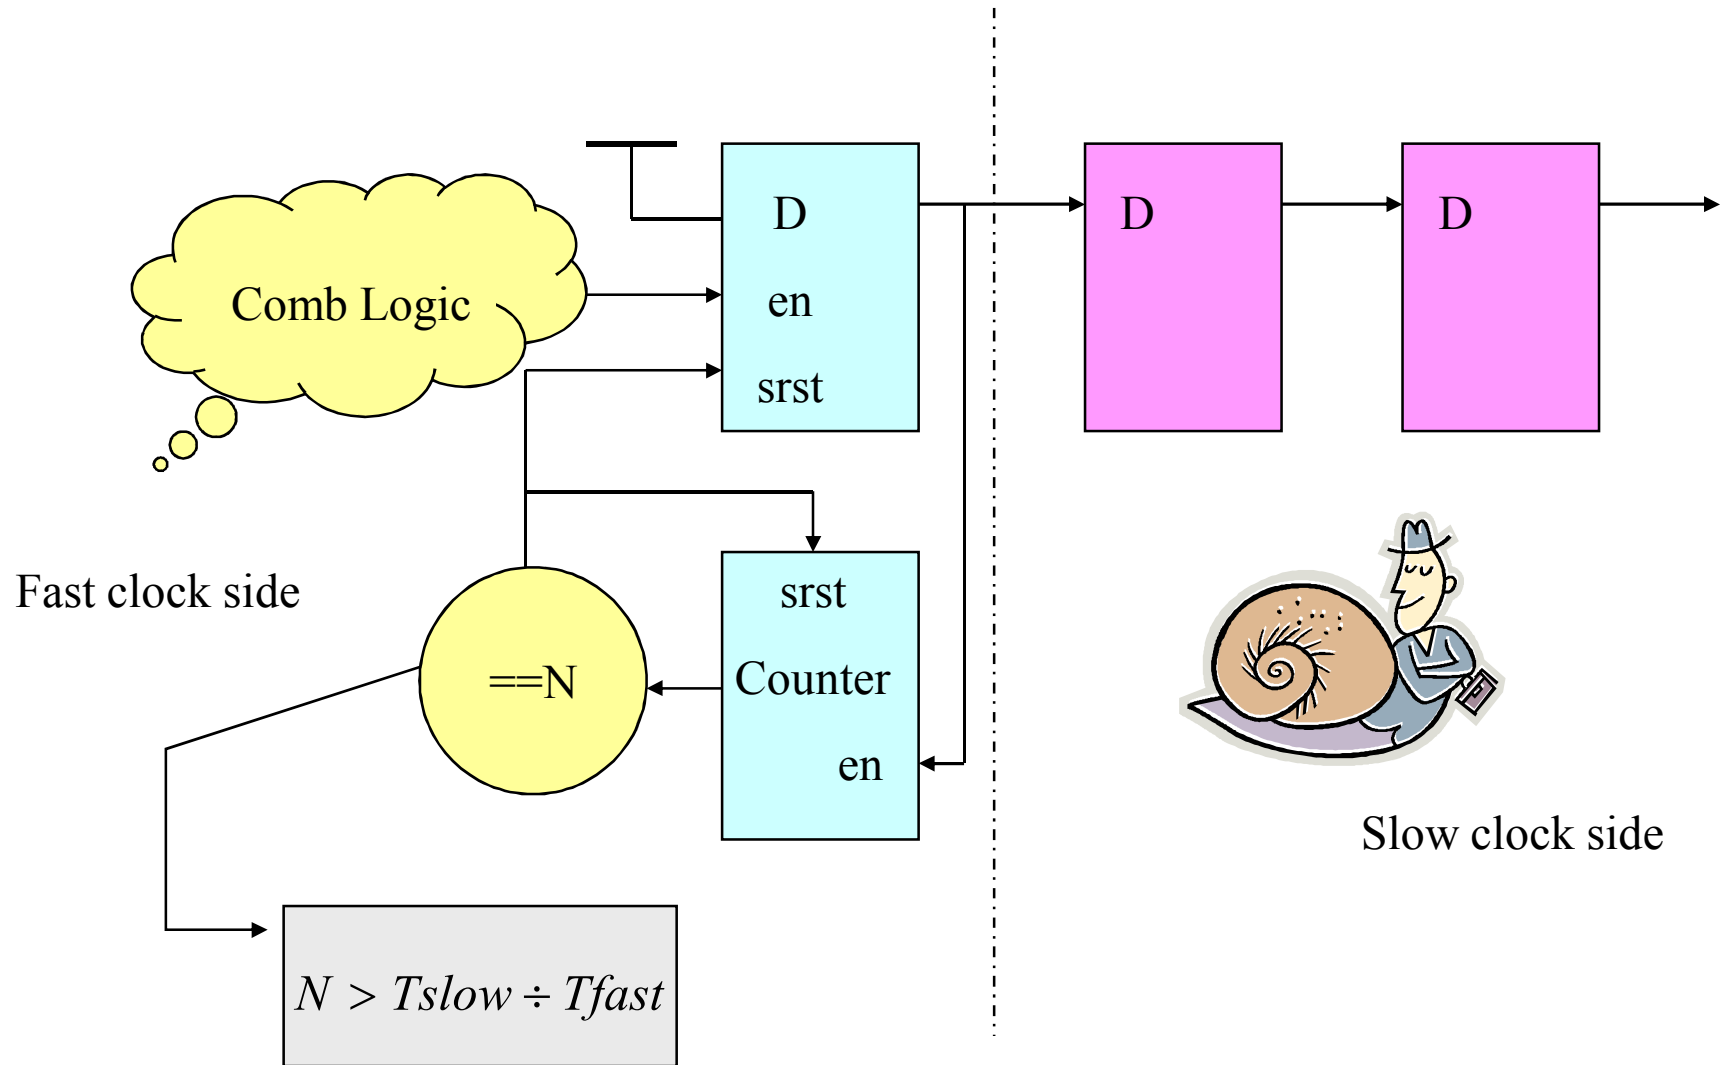 D
D
D
Comb Logic
en
srst
Fast clock side
srst
==N
Counter
en
Slow clock side
N > Tslow ÷ Tfast